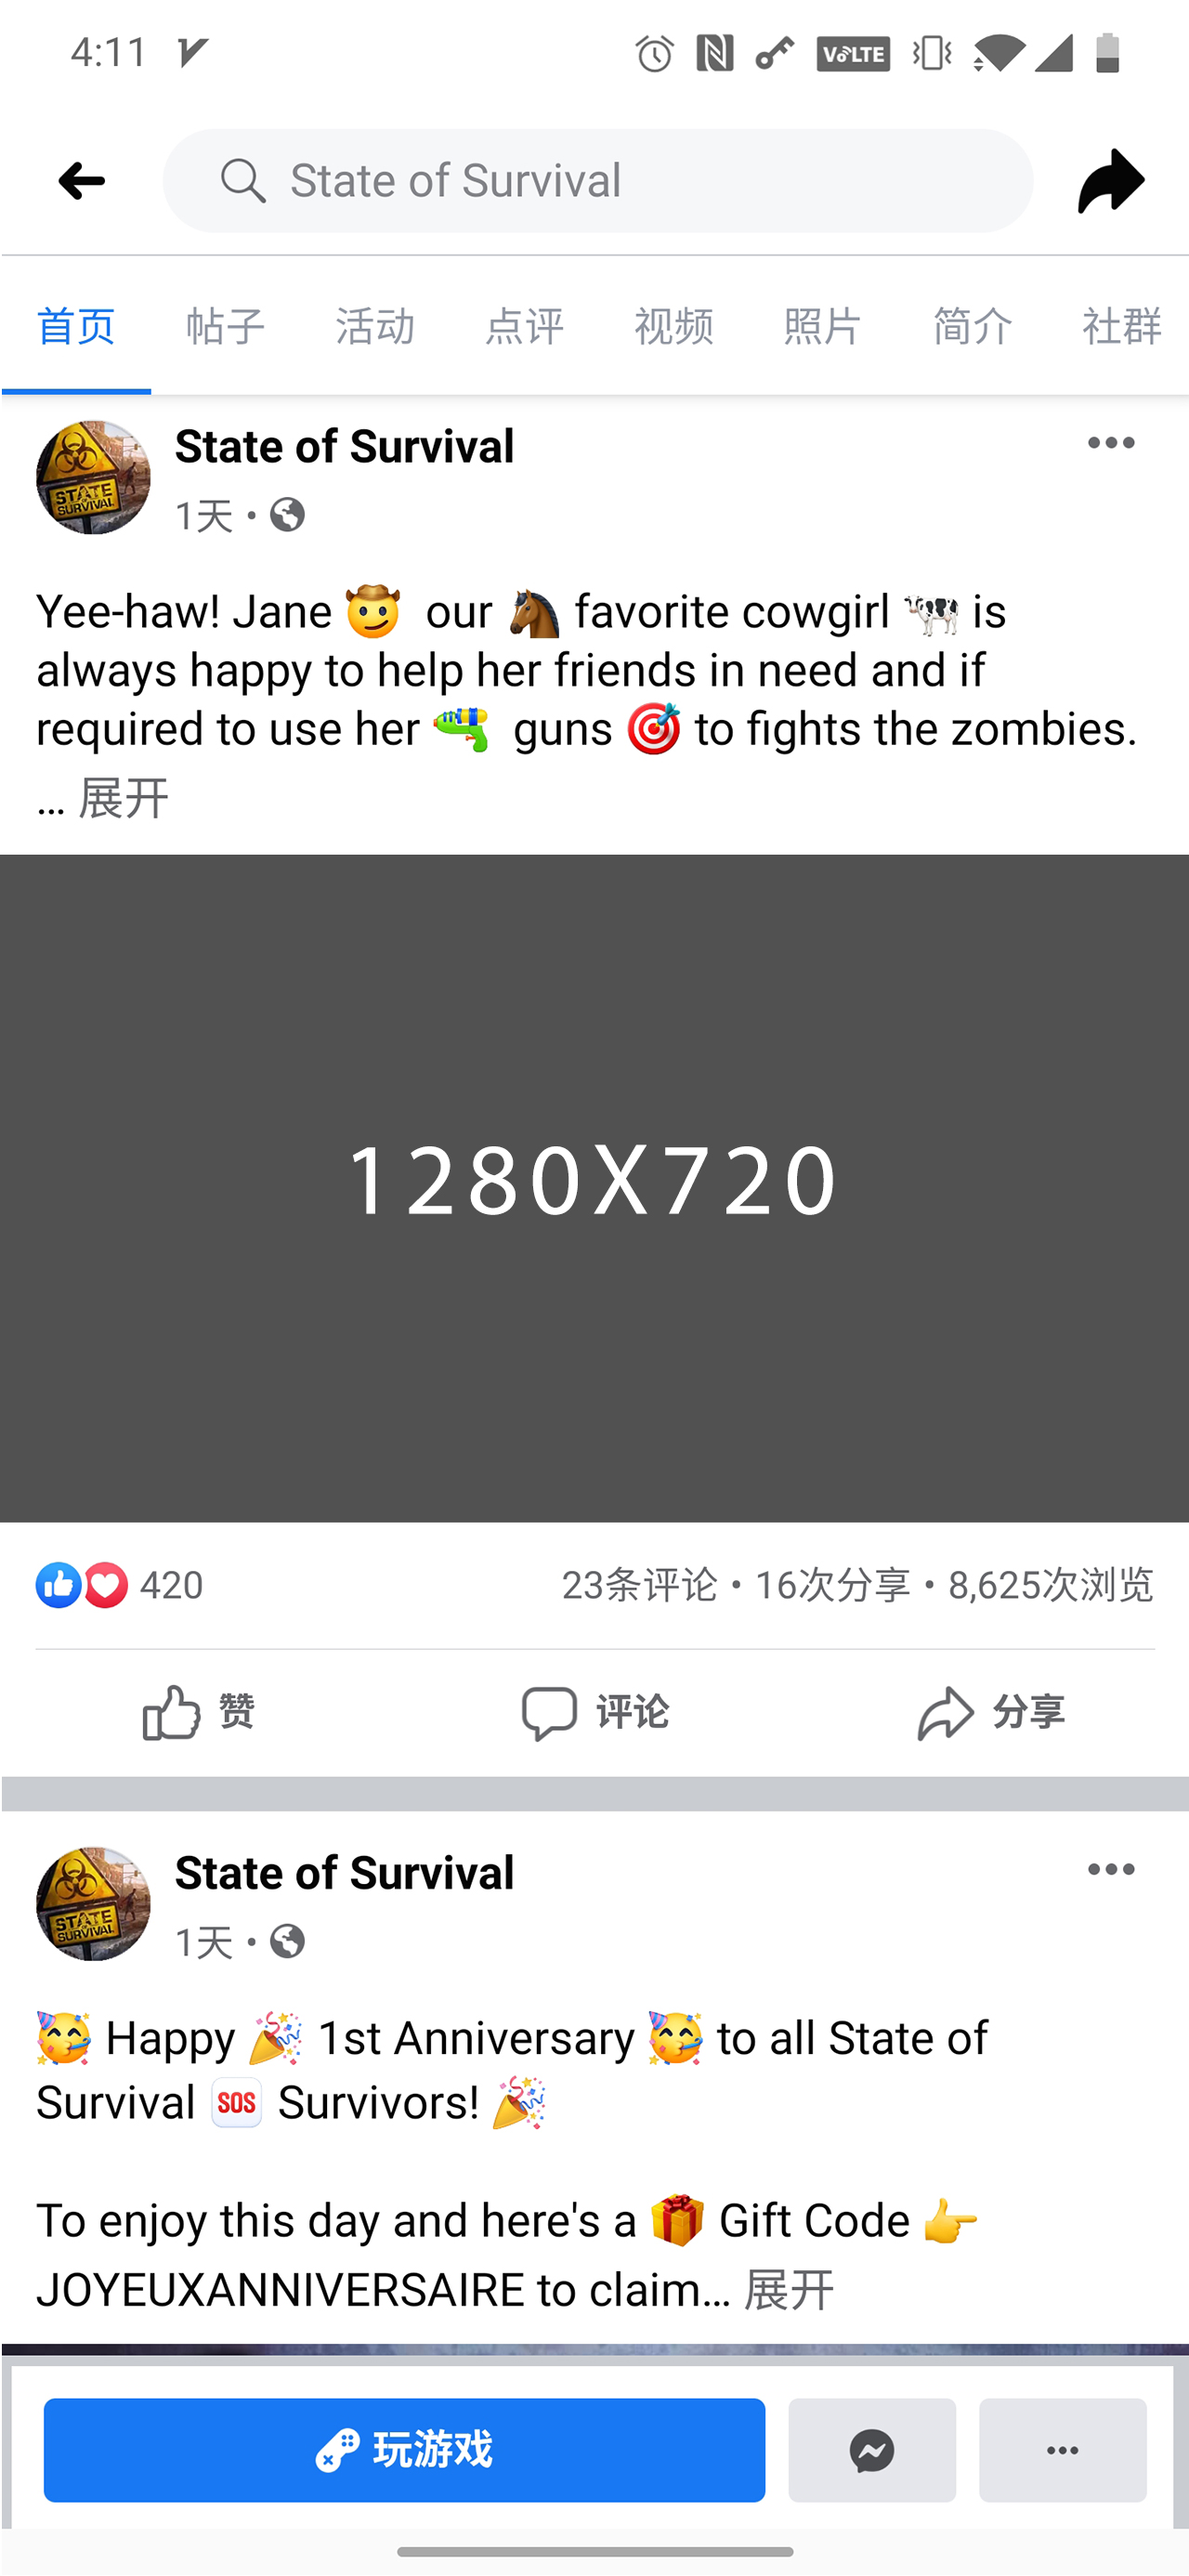 4:11 VoLTE
State of Survival
首页 帖子 活动 点评 视频 照片 简介 社群
STATE
SURVIVAL
State of Survival
1天 •
Yee-haw! Jane 🤠 our 🐴 favorite cowgirl 🐄 is
always happy to help her friends in need and if
required to use her 🔫 guns 🎯 to fights the zombies.
... 展开
1280X720
420 23条评论 • 16次分享 • 8,625次浏览
赞 评论 分享
STATE
SURVIVAL
State of Survival
1天 •
🥳 Happy 🎉 1st Anniversary 🥳 to all State of
Survival 🆘 Survivors! 🎉
To enjoy this day and here's a 🎁 Gift Code 👉
JOYEUXANNIVERSAIRE to claim... 展开
玩游戏